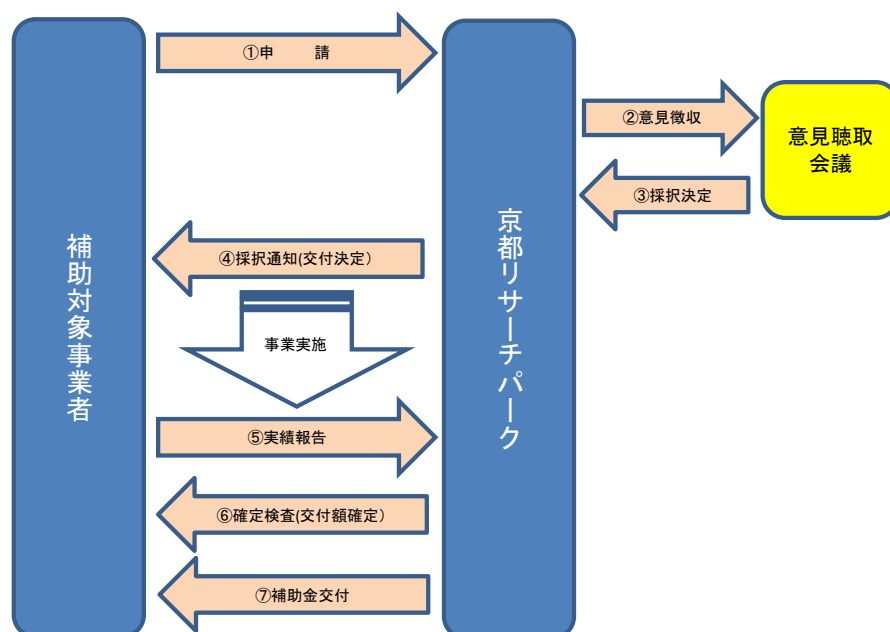 ①申　　請
②意見徴収
意見聴取
会議
③採択決定
④採択通知(交付決定）
補助対象事業者
京都リサーチパーク
事業実施
⑤実績報告
⑥確定検査(交付額確定）
⑦補助金交付